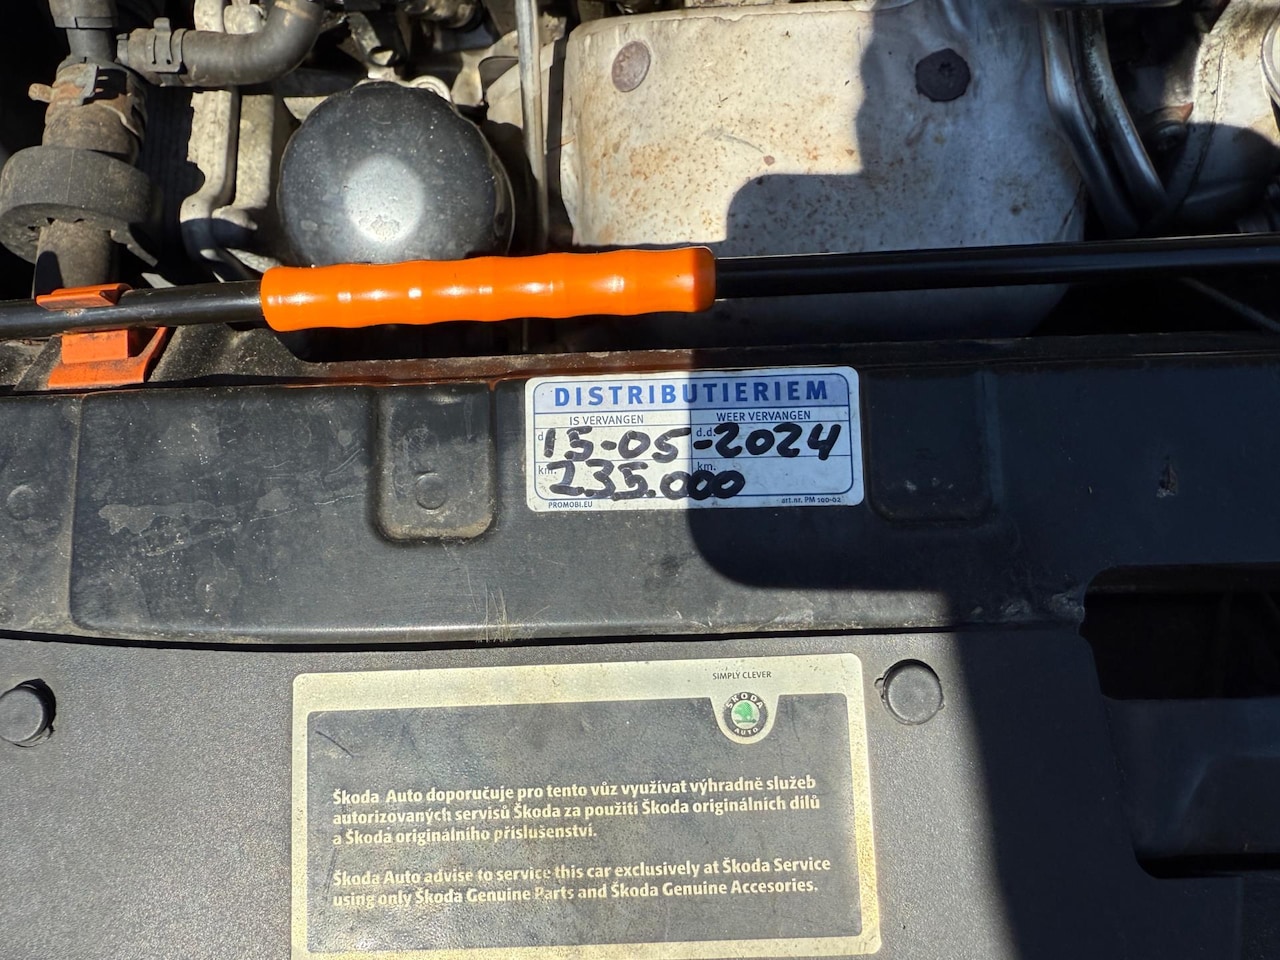 DISTRIBUTIERIEM
IS VERVANGEN WEER VERVANGEN
d.d. 15-05-2024
km. km. 235.000
PROMOBI.EU art.nr. PM 100-02
SIMPLY CLEVER
ŠKODA
AUTO
Škoda Auto doporučuje pro tento vůz využívat výhradně služeb
autorizovaných servisů Škoda za použití Škoda originálních dílů
a Škoda originálního příslušenství.
Škoda Auto advise to service this car exclusively at Škoda Service
using only Škoda Genuine Parts and Škoda Genuine Accesories.